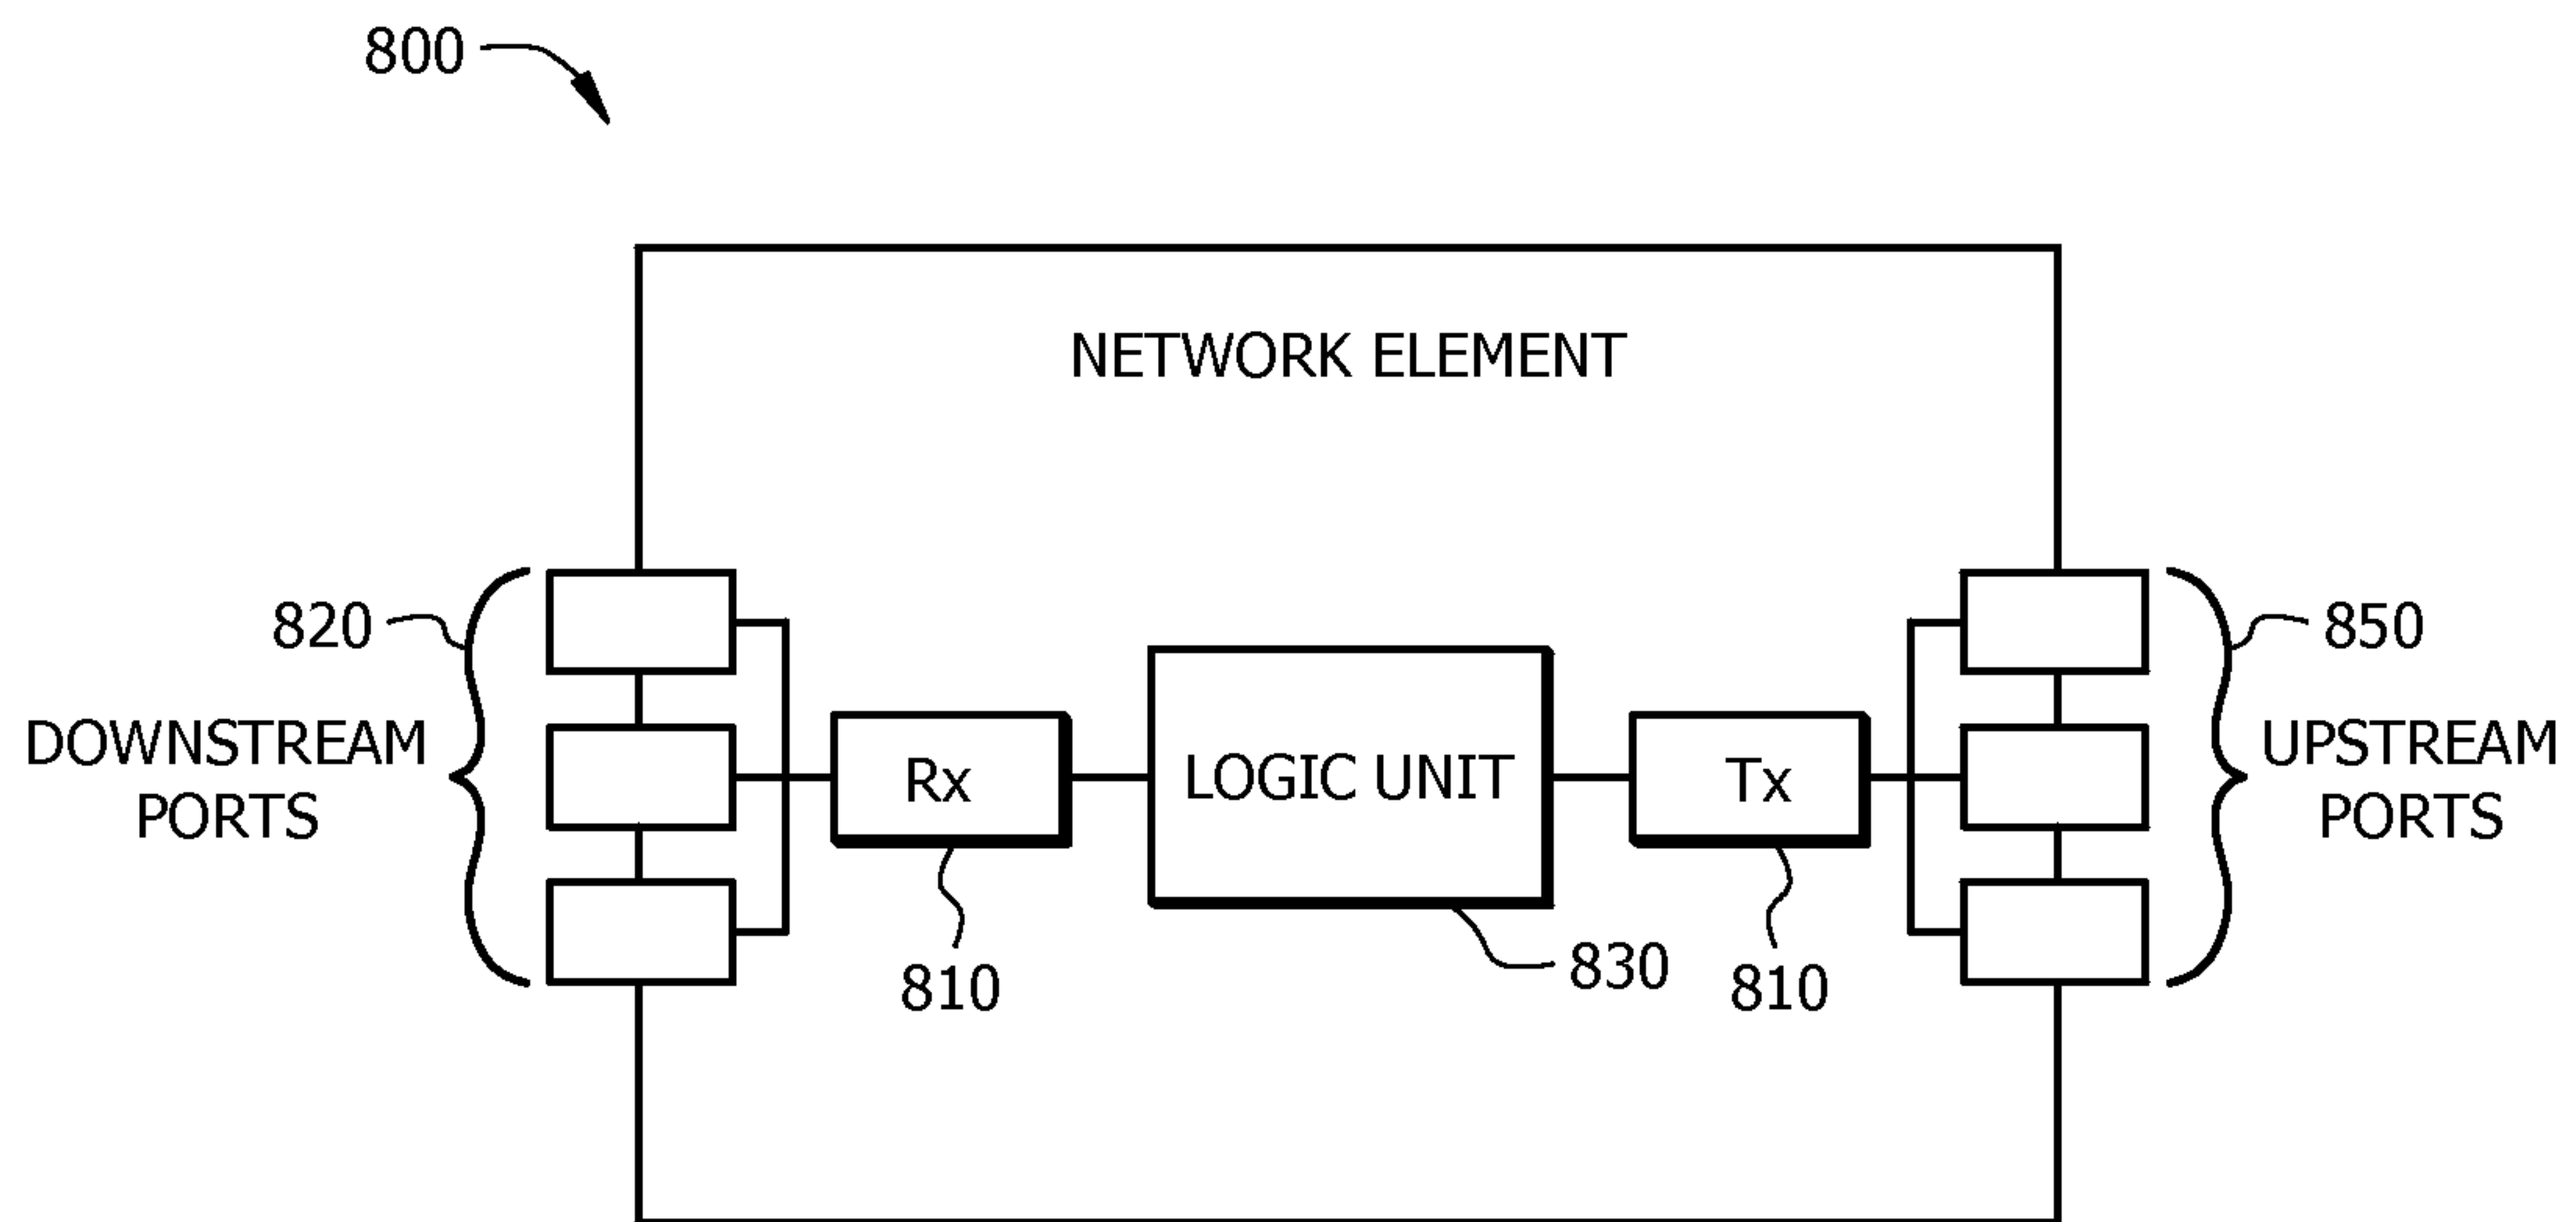 800
NETWORK ELEMENT
820
850
DOWNSTREAM
PORTS
Rx
LOGIC UNIT
Tx
UPSTREAM
PORTS
810
830
810